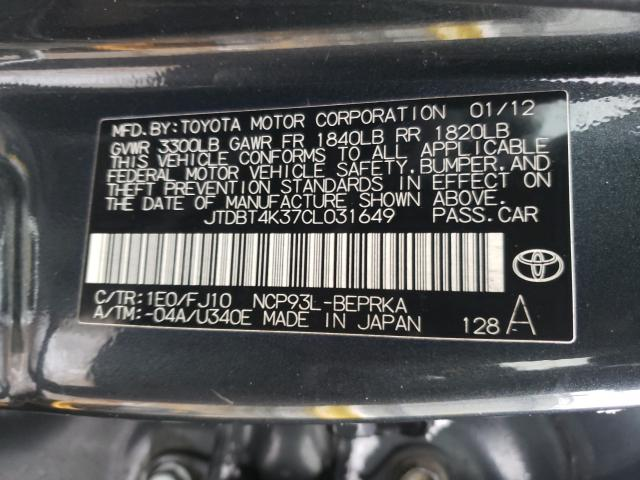 MFD.BY:TOYOTA MOTOR CORPORATION 01/12
GVWR 3300LB GAWR FR 1840LB RR 1820LB
THIS VEHICLE CONFORMS TO ALL APPLICABLE
FEDERAL MOTOR VEHICLE SAFETY,BUMPER,AND
THEFT PREVENTION STANDARDS IN EFFECT ON
THE DATE OF MANUFACTURE SHOWN ABOVE.
JTDBT4K37CL031649 PASS.CAR
C/TR:1E0/FJ10 NCP93L-BEPRKA
A/TM:-04A/U340E MADE IN JAPAN 128 A